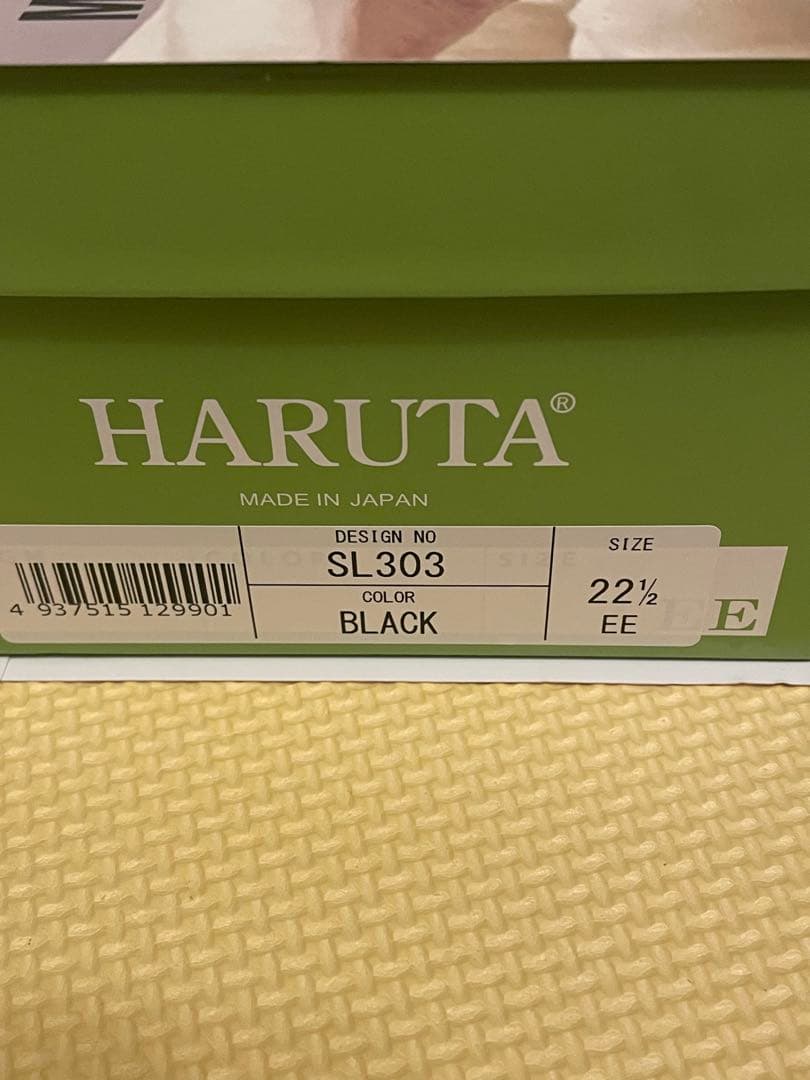 HARUTA®
MADE IN JAPAN
4 937515 129901
DESIGN NO
SL303
COLOR
BLACK
SIZE
22½
EE
EE